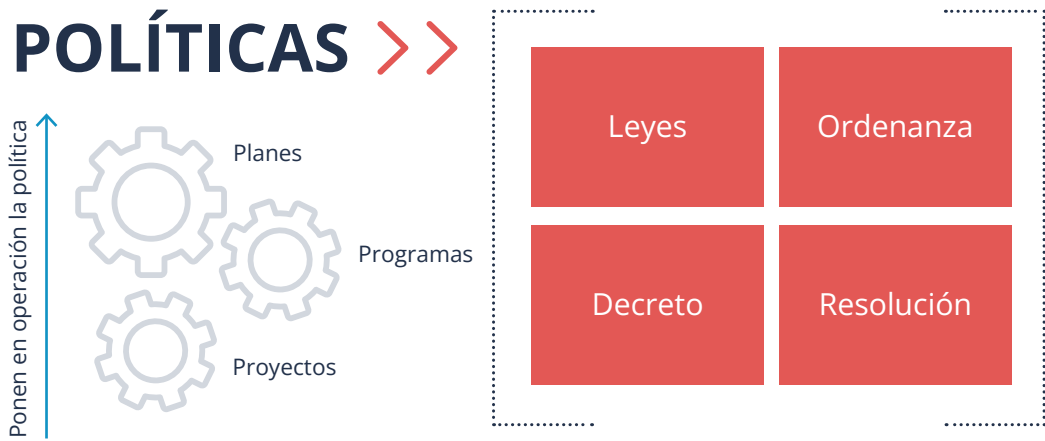 POLÍTICAS
Ponen en operación la política
Planes
Programas
Proyectos
Leyes
Ordenanza
Decreto
Resolución